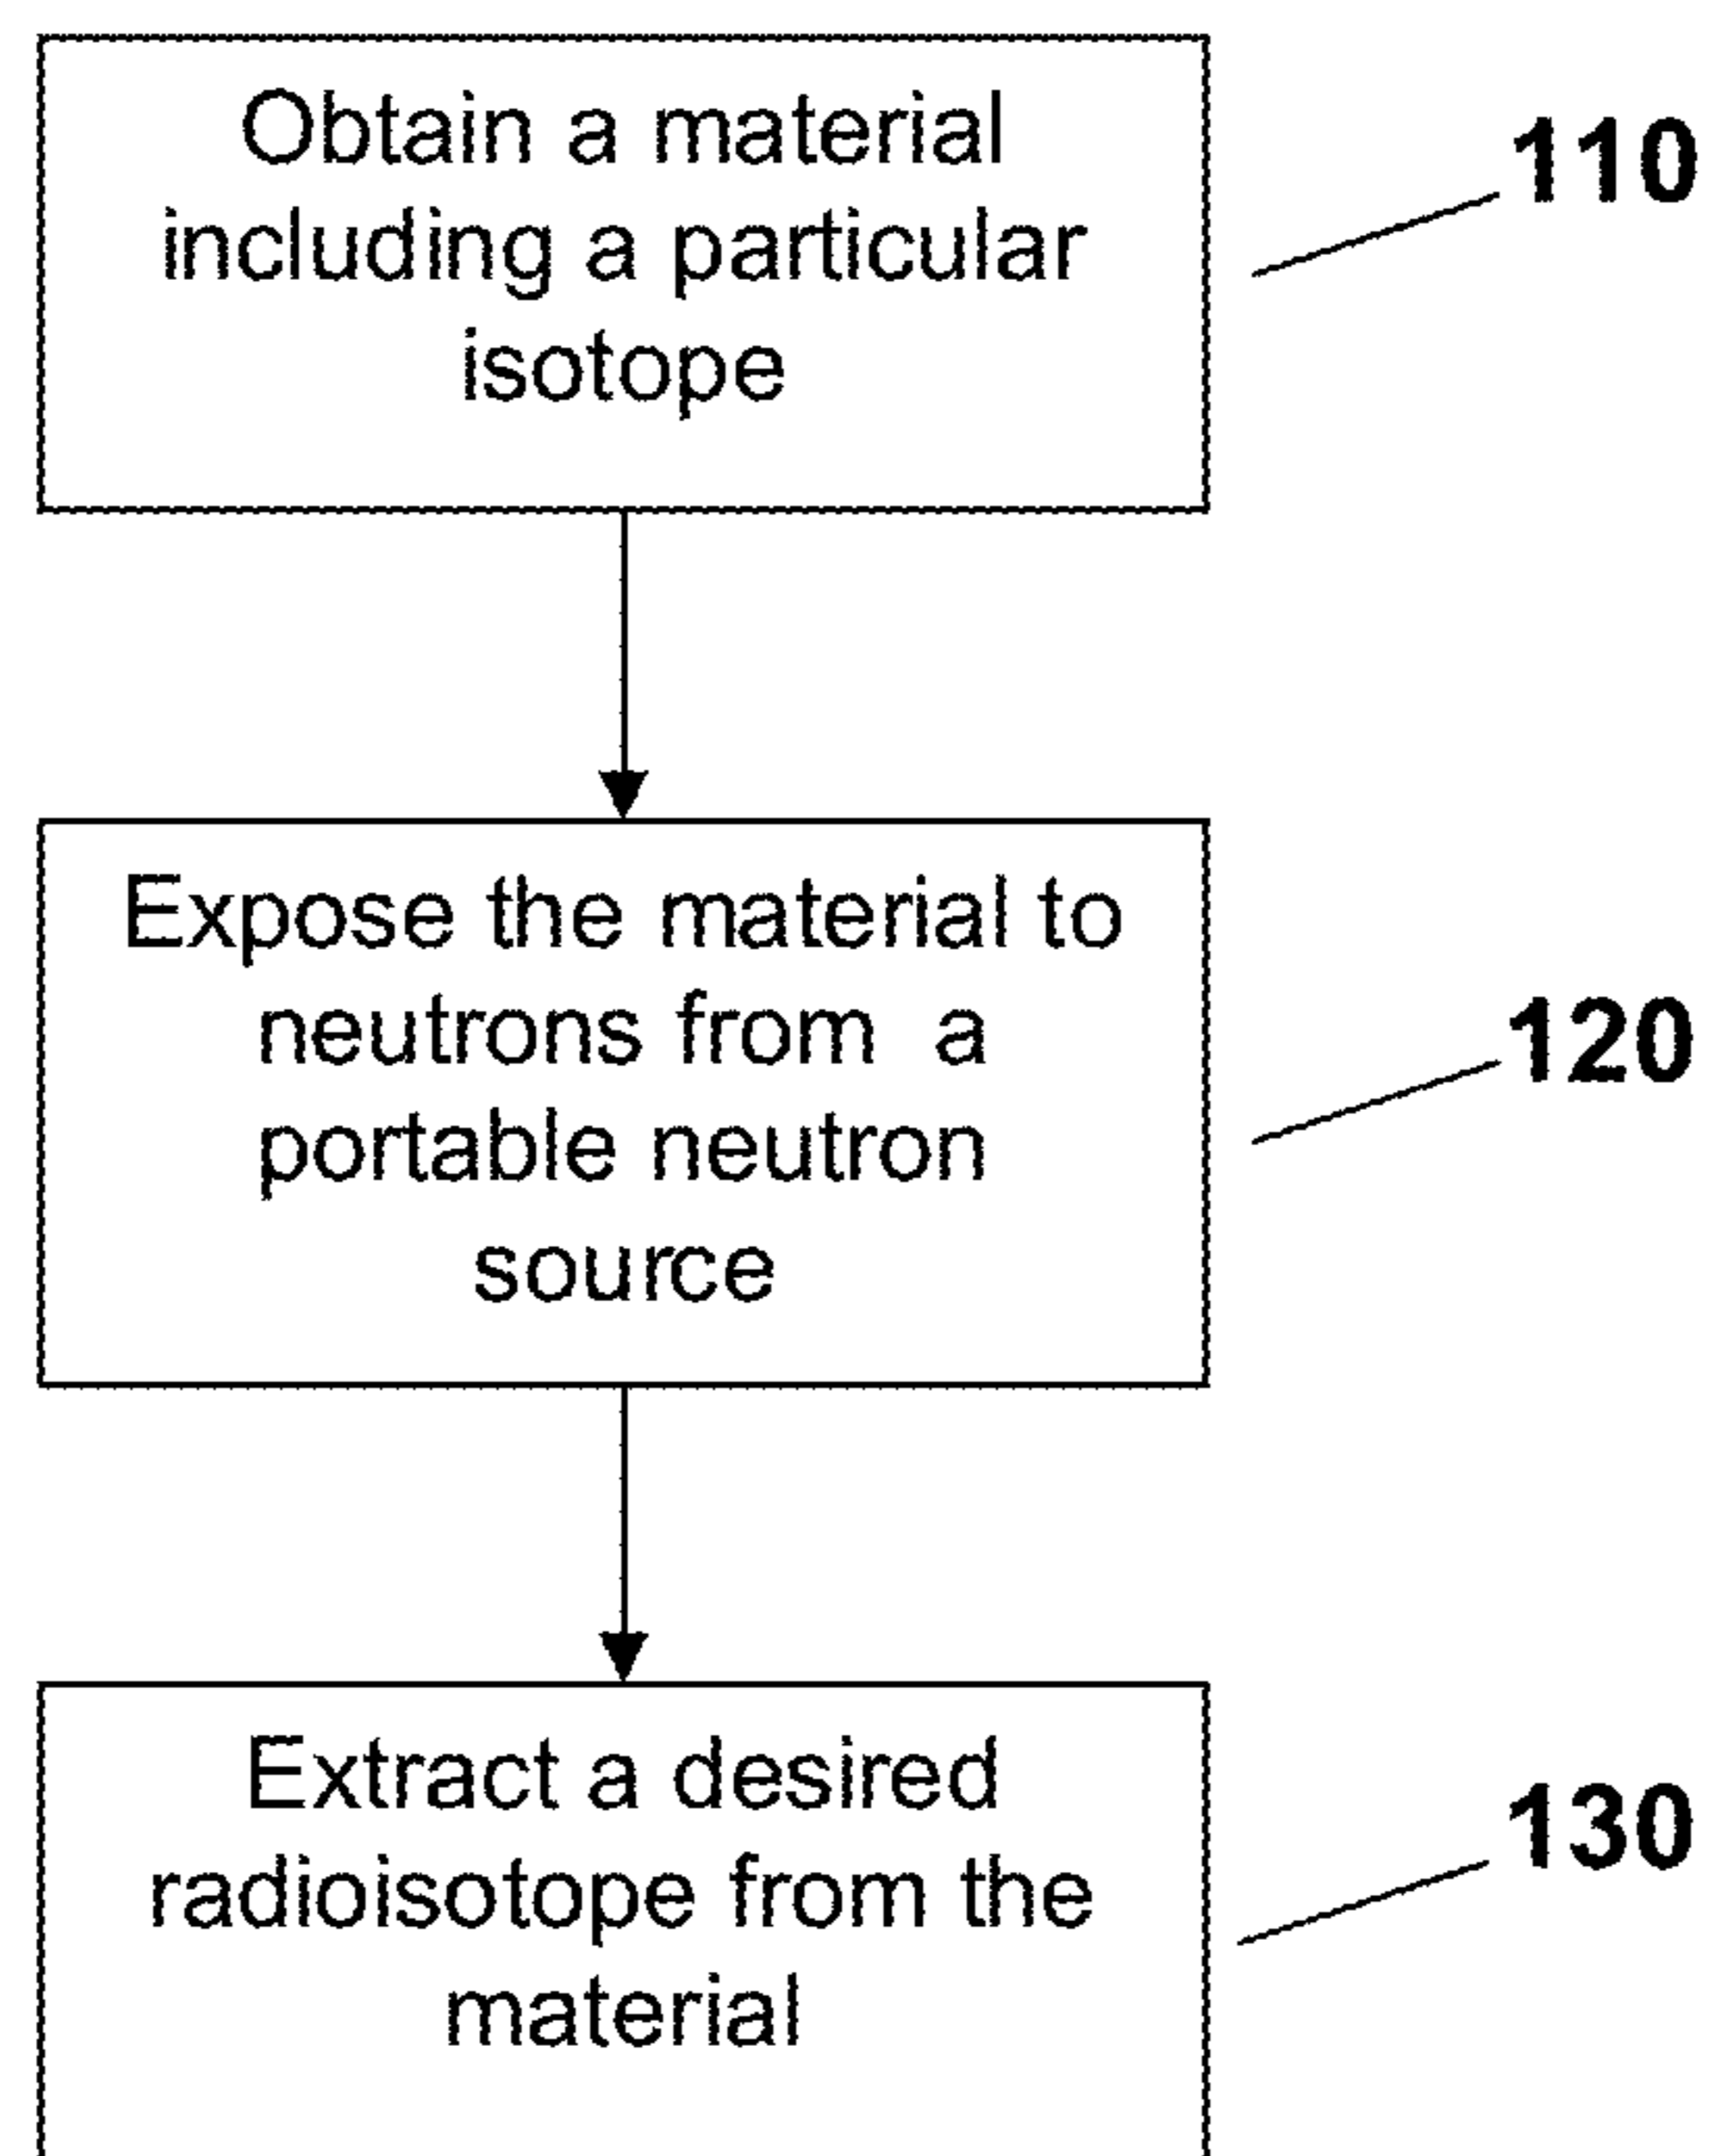 Obtain a material
including a particular
isotope
110
Expose the material to
neutrons from a
portable neutron
source
120
Extract a desired
radioisotope from the
material
130